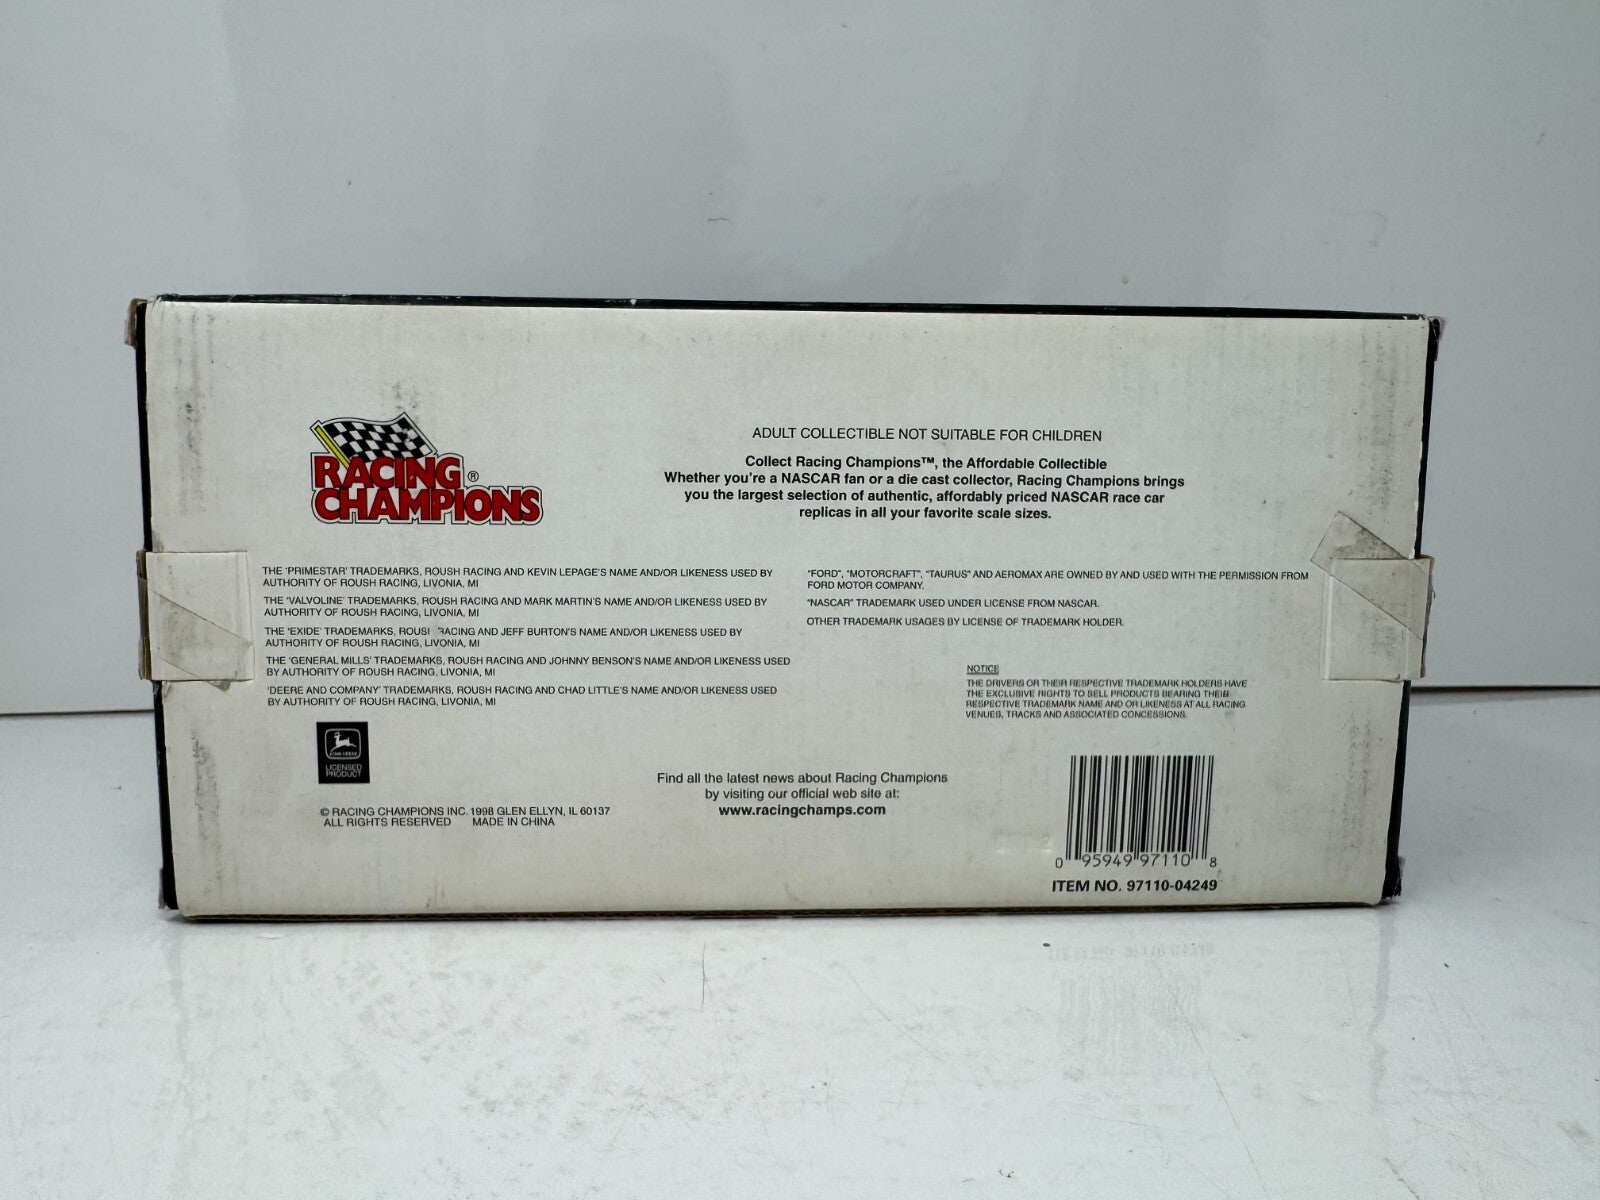 RACING ®
CHAMPIONS
ADULT COLLECTIBLE NOT SUITABLE FOR CHILDREN
Collect Racing Champions™, the Affordable Collectible
Whether you're a NASCAR fan or a die cast collector, Racing Champions brings
you the largest selection of authentic, affordably priced NASCAR race car
replicas in all your favorite scale sizes.
THE 'PRIMESTAR' TRADEMARKS, ROUSH RACING AND KEVIN LEPAGE'S NAME AND/OR LIKENESS USED BY
AUTHORITY OF ROUSH RACING, LIVONIA, MI
THE 'VALVOLINE' TRADEMARKS, ROUSH RACING AND MARK MARTIN'S NAME AND/OR LIKENESS USED BY
AUTHORITY OF ROUSH RACING, LIVONIA, MI
THE 'EXIDE' TRADEMARKS, ROUSH RACING AND JEFF BURTON'S NAME AND/OR LIKENESS USED BY
AUTHORITY OF ROUSH RACING, LIVONIA, MI
THE 'GENERAL MILLS' TRADEMARKS, ROUSH RACING AND JOHNNY BENSON'S NAME AND/OR LIKENESS USED
BY AUTHORITY OF ROUSH RACING, LIVONIA, MI
'DEERE AND COMPANY' TRADEMARKS, ROUSH RACING AND CHAD LITTLE'S NAME AND/OR LIKENESS USED
BY AUTHORITY OF ROUSH RACING, LIVONIA, MI
"FORD", "MOTORCRAFT", "TAURUS" AND AEROMAX ARE OWNED BY AND USED WITH THE PERMISSION FROM
FORD MOTOR COMPANY.
"NASCAR" TRADEMARK USED UNDER LICENSE FROM NASCAR.
OTHER TRADEMARK USAGES BY LICENSE OF TRADEMARK HOLDER.
NOTICE
THE DRIVERS OR THEIR RESPECTIVE TRADEMARK HOLDERS HAVE
THE EXCLUSIVE RIGHTS TO SELL PRODUCTS BEARING THEIR
RESPECTIVE TRADEMARK NAME AND OR LIKENESS AT ALL RACING
VENUES, TRACKS AND ASSOCIATED CONCESSIONS.
JOHN DEERE
LICENSED
PRODUCT
© RACING CHAMPIONS INC. 1998 GLEN ELLYN, IL 60137
ALL RIGHTS RESERVED MADE IN CHINA
Find all the latest news about Racing Champions
by visiting our official web site at:
www.racingchamps.com
0 95949 97110 8
ITEM NO. 97110-04249